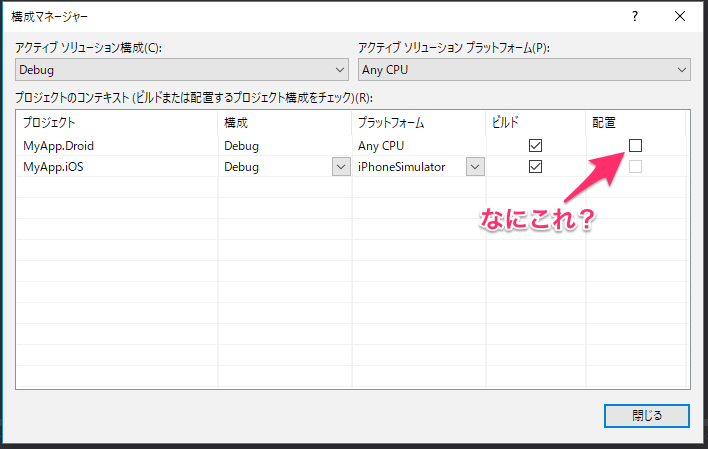 構成マネージャー
アクティブ ソリューション構成(C):
アクティブ ソリューション プラットフォーム(P):
Debug
Any CPU
プロジェクトのコンテキスト (ビルドまたは配置するプロジェクト構成をチェック)(R):
プロジェクト 構成 プラットフォーム ビルド 配置
MyApp.Droid Debug Any CPU
MyApp.iOS Debug iPhoneSimulator
なにこれ？
閉じる